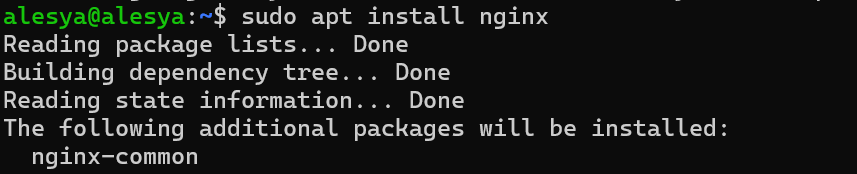 alesya@alesya:~$ sudo apt install nginx
Reading package lists... Done
Building dependency tree... Done
Reading state information... Done
The following additional packages will be installed:
  nginx-common